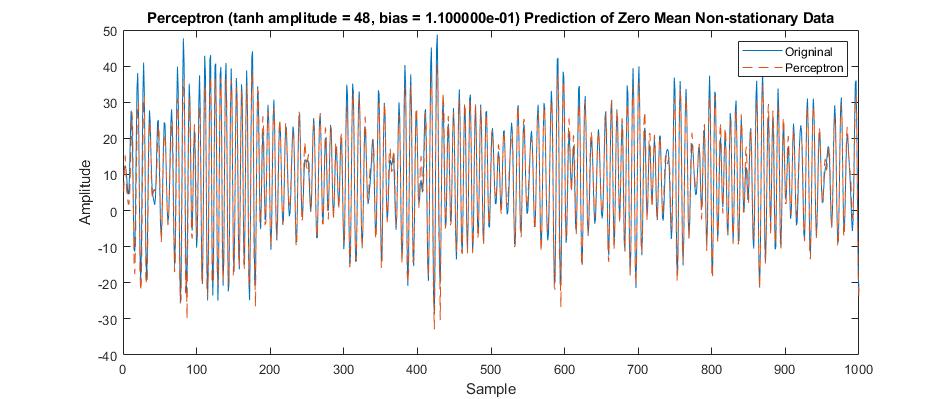 Perceptron (tanh amplitude = 48, bias = 1.100000e-01) Prediction of Zero Mean Non-stationary Data
50
40
30
20
10
0
-10
-20
-30
-40
Amplitude
Origninal
Perceptron
0 100 200 300 400 500 600 700 800 900 1000
Sample